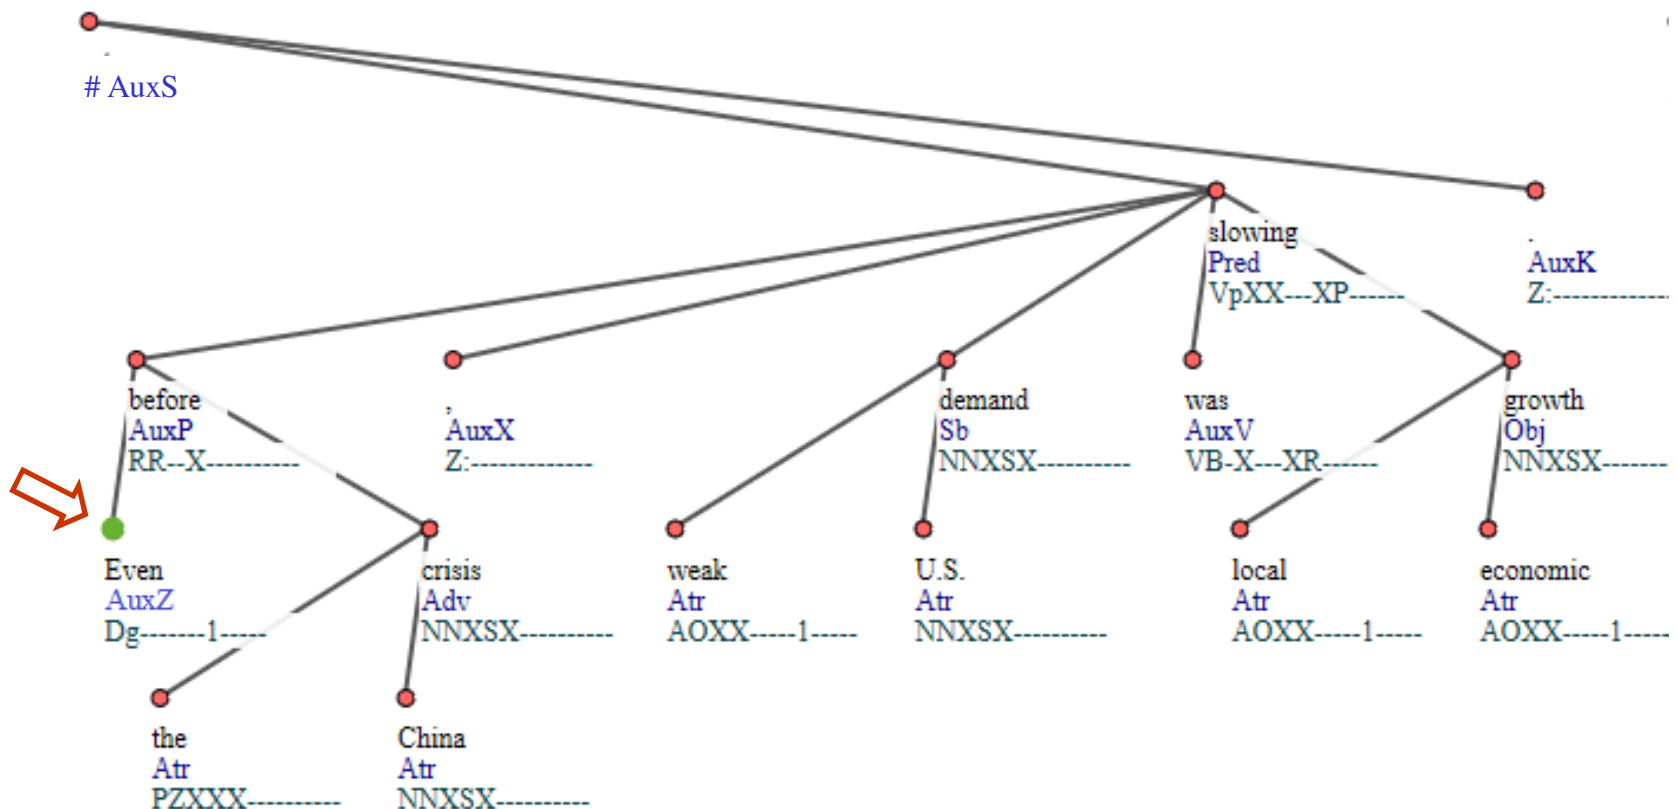 # AuxS
slowing
Pred
VpXX---XP------
.
AuxK
Z:-------------
before
AuxP
RR--X----------
,
AuxX
Z:-------------
demand
Sb
NNXSX----------
was
AuxV
VB-X---XR------
growth
Obj
NNXSX-------
Even
AuxZ
Dg-------1-----
crisis
Adv
NNXSX----------
weak
Atr
AOXX-----1-----
U.S.
Atr
NNXSX----------
local
Atr
AOXX-----1-----
economic
Atr
AOXX-----1-----
the
Atr
PZXXX----------
China
Atr
NNXSX----------